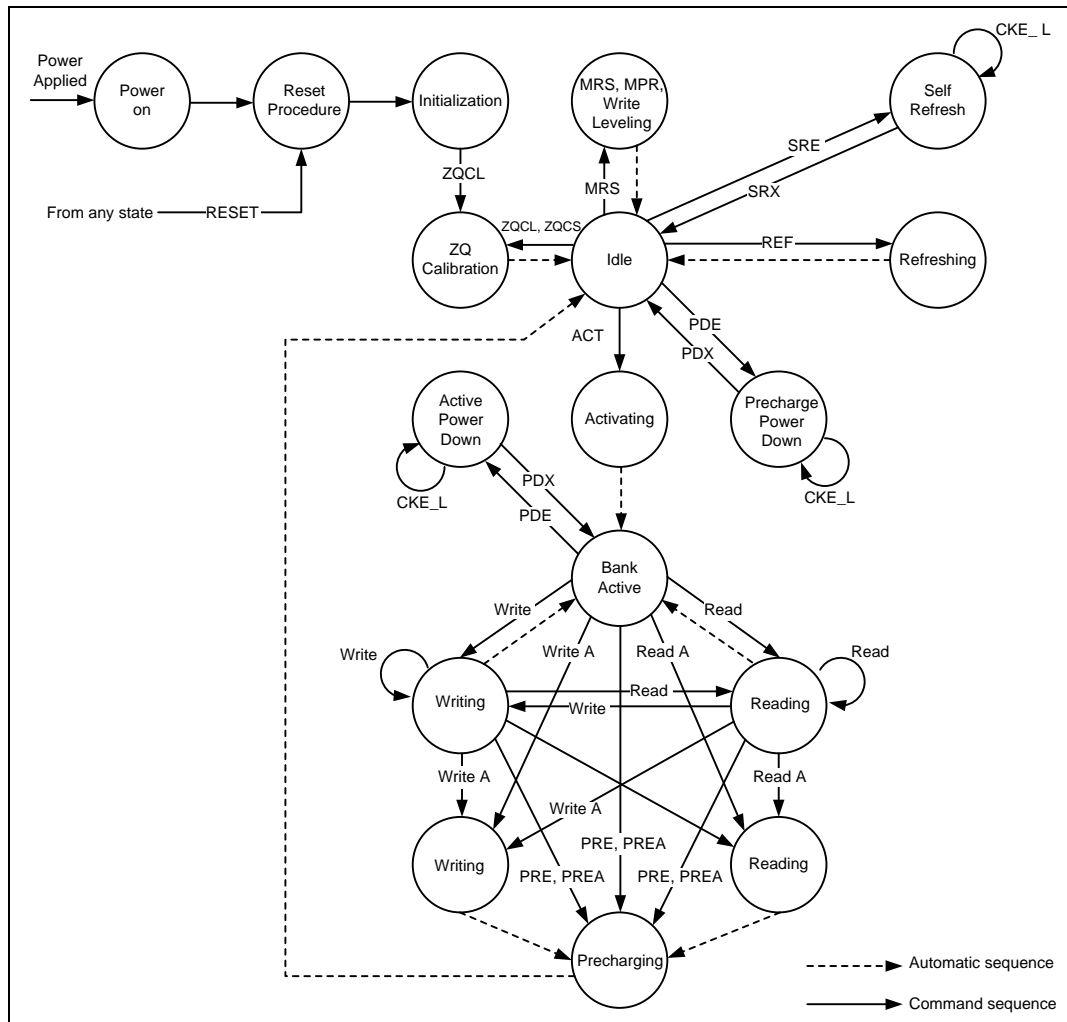 Power
Applied
Power
on
Reset
Procedure
Initialization
MRS, MPR,
Write
Leveling
CKE_ L
Self
Refresh
SRE
SRX
ZQCL
MRS
From any state
RESET
ZQCL, ZQCS
ZQ
Calibration
Idle
REF
Refreshing
PDE
PDX
ACT
Active
Power
Down
Activating
Precharge
Power
Down
CKE_L
PDX
PDE
CKE_L
Bank
Active
Write
Read
Write
Write A
Read A
Read
Writing
Read
Write
Reading
Write A
Read A
Write A
Writing
PRE, PREA
Reading
PRE, PREA
PRE, PREA
Precharging
Automatic sequence
Command sequence